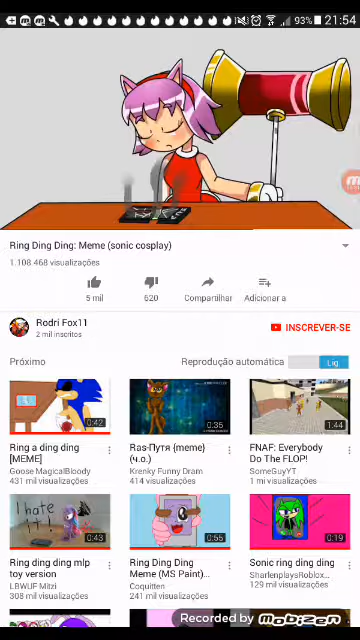 93% 21:54
Ring Ding Ding: Meme (sonic cosplay)
1.108.468 visualizações
5 mil
620
Compartilhar
Adicionar a
Rodri Fox11
2 mil inscritos
INSCREVER-SE
Próximo
Reprodução automática
Lig.
0:42
0:35
1:44
Ring a ding ding [MEME]
Goose MagicalBloody
431 mil visualizações
Ras-Путя {meme} (ч.о.)
Krenky Funny Dram
414 visualizações
FNAF: Everybody Do The FLOP!
SomeGuyYT
1 mi visualizações
I hate it!
0:43
0:55
0:19
Ring ding ding mlp toy version
LBWUF Mitzi
308 mil visualizações
Ring Ding Ding Meme (MS Paint)...
Coquitten
241 mil visualizações
Sonic ring ding ding
SharlenplaysRoblox...
129 mil visualizações
Recorded by Mobizen